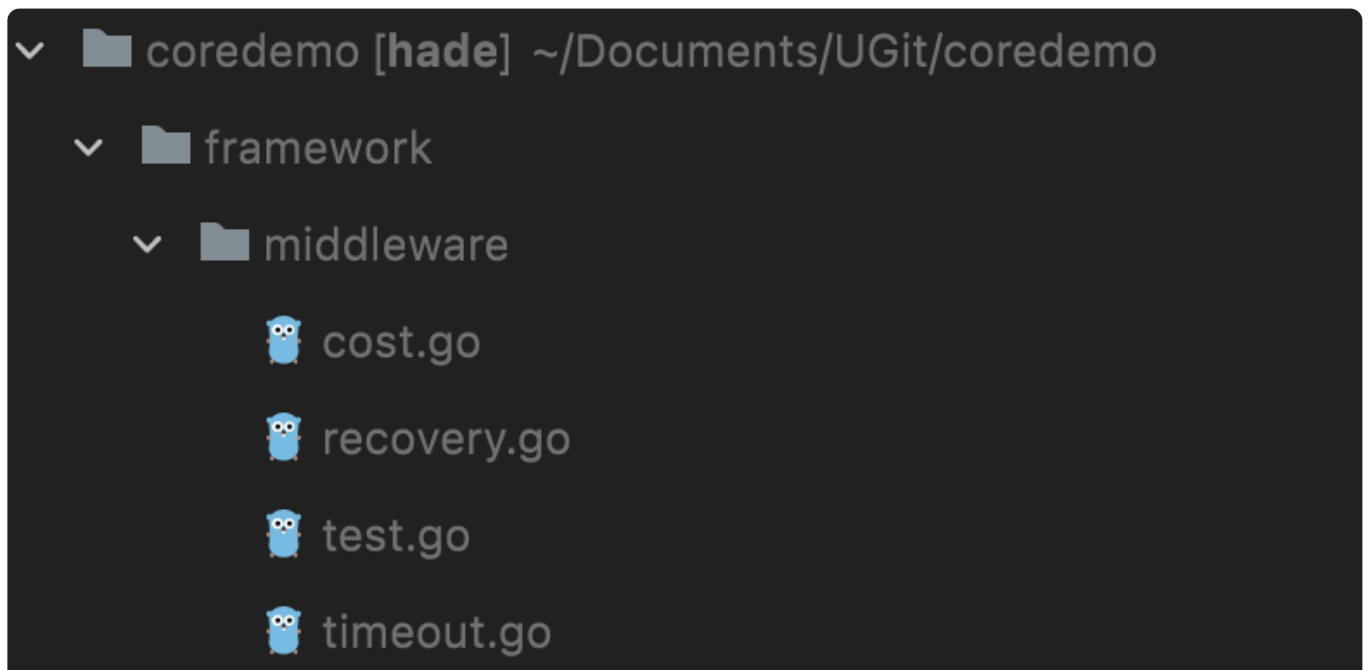 coredemo [hade] ~/Documents/UGit/coredemo
framework
middleware
cost.go
recovery.go
test.go
timeout.go